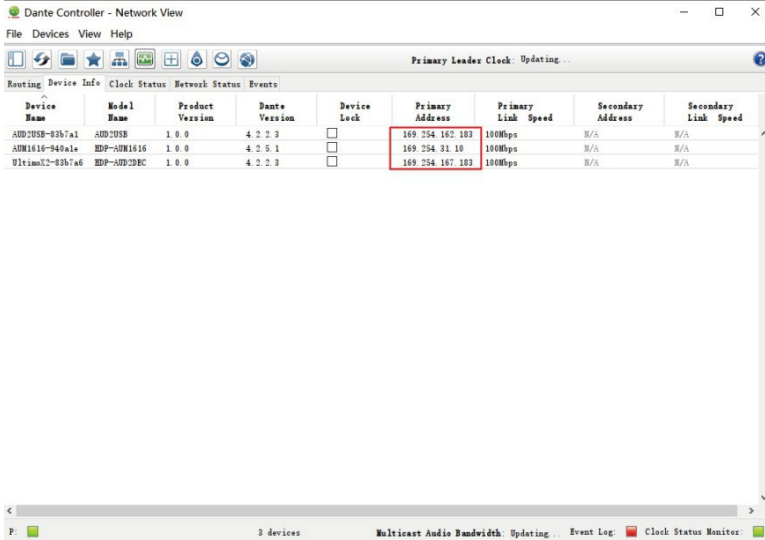 Dante Controller - Network View
File Devices View Help
Primary Leader Clock: Updating...
Routing Device Info Clock Status Network Status Events
Device Name Model Name Product Version Dante Version Device Lock Primary Address Primary Link Speed Secondary Address Secondary Link Speed
AUD2USB-83b7a1 AUD2USB 1.0.0 4.2.2.3 169.254.162.183 100Mbps N/A N/A
AUM1616-940a1e HDP-AUM1616 1.0.0 4.2.5.1 169.254.31.10 100Mbps N/A N/A
UltimoX2-83b7a6 HDP-AUD2DEC 1.0.0 4.2.2.3 169.254.167.183 100Mbps N/A N/A
P: 3 devices Multicast Audio Bandwidth: Updating... Event Log: Clock Status Monitor: